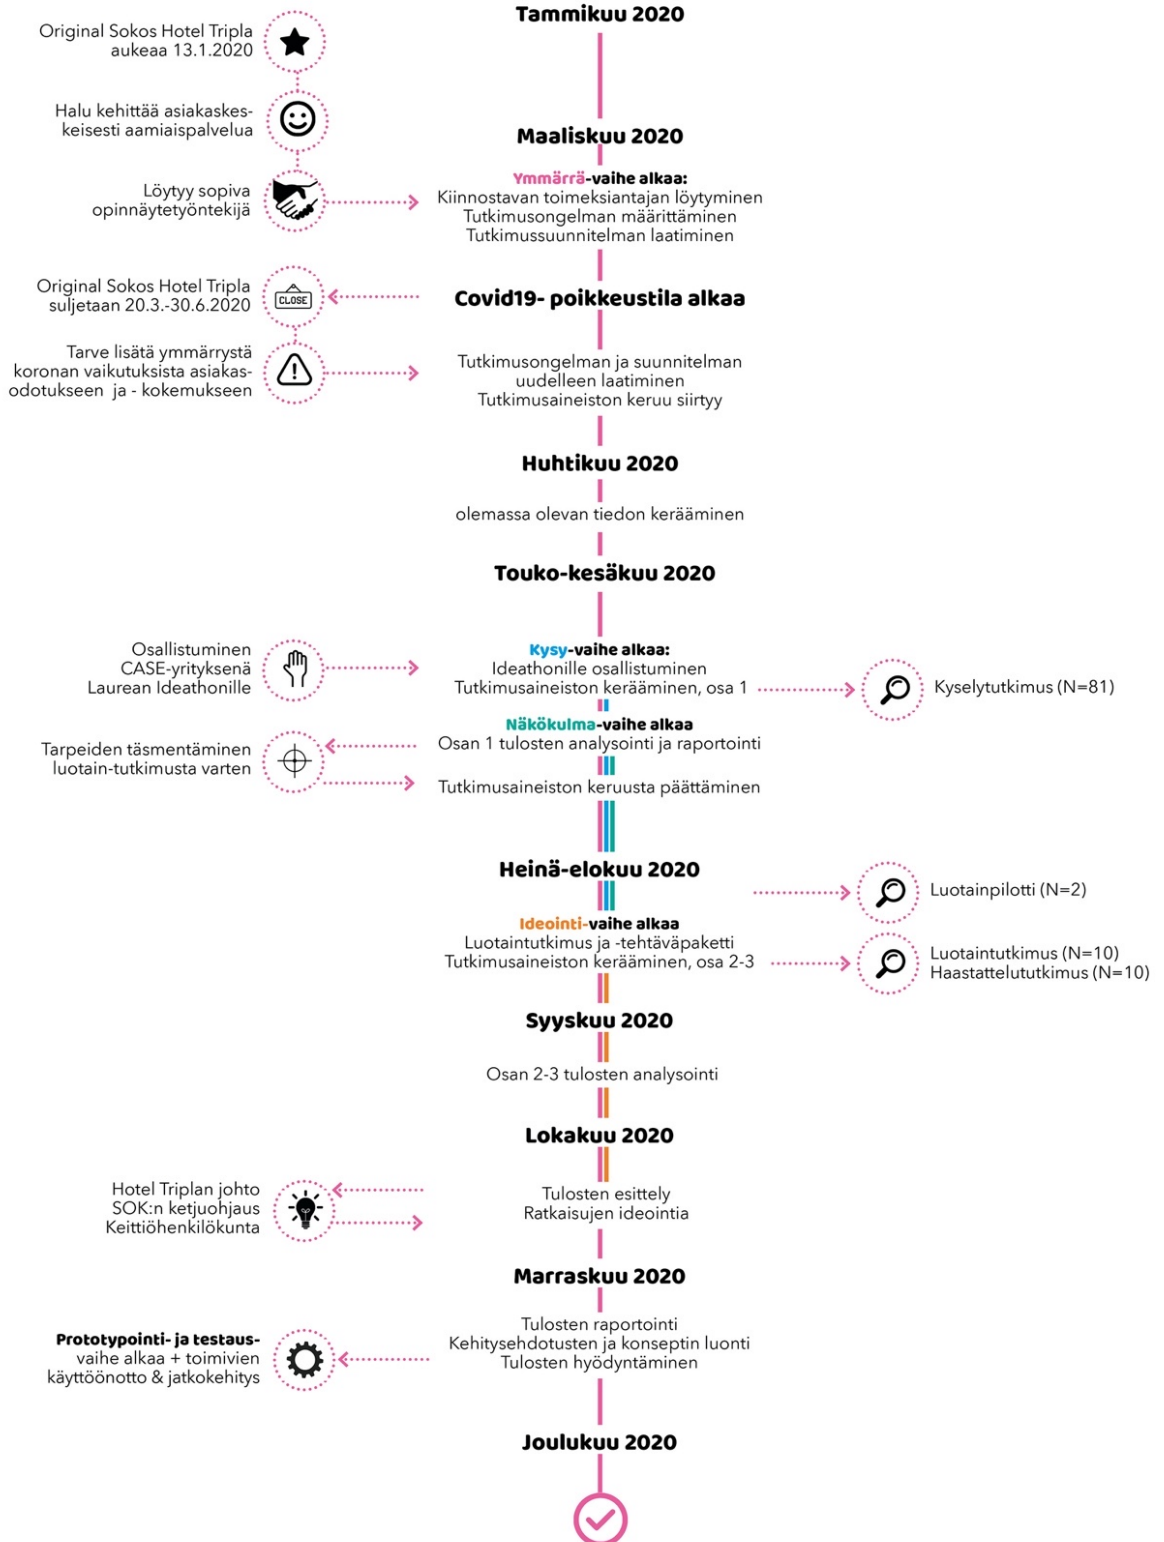 Tammikuu 2020
Original Sokos Hotel Tripla
aukeaa 13.1.2020
Halu kehittää asiakaskes-
keisesti aamiaispalvelua
Maaliskuu 2020
Löytyy sopiva
opinnäytetyöntekijä
Ymmärrä-vaihe alkaa:
Kiinnostavan toimeksiantajan löytyminen
Tutkimusongelman määrittäminen
Tutkimussuunnitelman laatiminen
Original Sokos Hotel Tripla
suljetaan 20.3.-30.6.2020
CLOSE
Covid19- poikkeustila alkaa
Tarve lisätä ymmärrystä
koronan vaikutuksista asiakas-
odotukseen ja - kokemukseen
Tutkimusongelman ja suunnitelman
uudelleen laatiminen
Tutkimusaineiston keruu siirtyy
Huhtikuu 2020
olemassa olevan tiedon kerääminen
Touko-kesäkuu 2020
Osallistuminen
CASE-yrityksenä
Laurean Ideathonille
Kysy-vaihe alkaa:
Ideathonille osallistuminen
Tutkimusaineiston kerääminen, osa 1
Kyselytutkimus (N=81)
Näkökulma-vaihe alkaa
Osan 1 tulosten analysointi ja raportointi
Tarpeiden täsmentäminen
luotain-tutkimusta varten
Tutkimusaineiston keruusta päättäminen
Heinä-elokuu 2020
Luotainpilotti (N=2)
Ideointi-vaihe alkaa
Luotaintutkimus ja -tehtäväpaketti
Tutkimusaineiston kerääminen, osa 2-3
Luotaintutkimus (N=10)
Haastattelututkimus (N=10)
Syyskuu 2020
Osan 2-3 tulosten analysointi
Lokakuu 2020
Hotel Triplan johto
SOK:n ketjuohjaus
Keittiöhenkilökunta
Tulosten esittely
Ratkaisujen ideointia
Marraskuu 2020
Tulosten raportointi
Kehitysehdotusten ja konseptin luonti
Tulosten hyödyntäminen
Prototypointi- ja testaus-
vaihe alkaa + toimivien
käyttöönotto & jatkokehitys
Joulukuu 2020